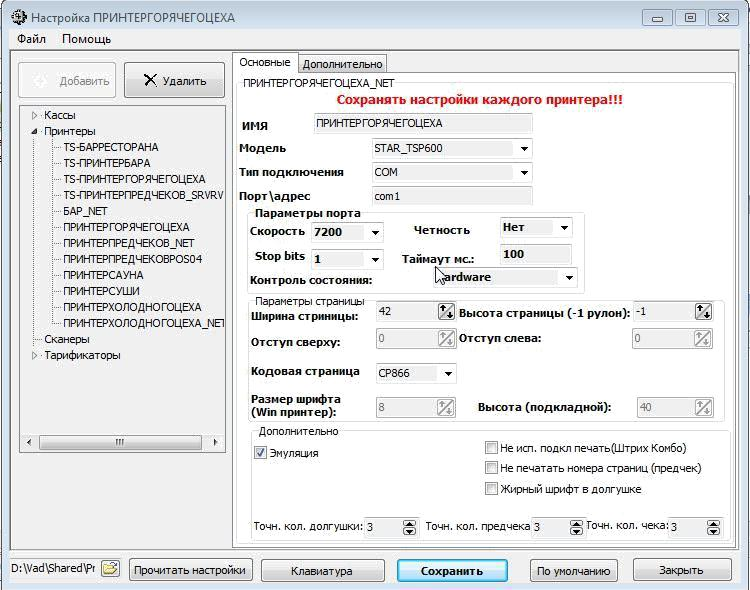 Настройка ПРИНТЕРГОРЯЧЕГОЦЕХА
Файл Помощь
Добавить Удалить
Кассы
Принтеры
TS-БАРРЕСТОРАНА
TS-ПРИНТЕРБАРА
TS-ПРИНТЕРГОРЯЧЕГОЦЕХА
TS-ПРИНТЕРПРЕДЧЕКОВ_SRVRV
БАР_NET
ПРИНТЕРГОРЯЧЕГОЦЕХА
ПРИНТЕРПРЕДЧЕКОВ_NET
ПРИНТЕРПРЕДЧЕКОВPOS04
ПРИНТЕРСАУНА
ПРИНТЕРСУШИ
ПРИНТЕРХОЛОДНОГОЦЕХА
ПРИНТЕРХОЛОДНОГОЦЕХА_NET
Сканеры
Тарификаторы
Основные Дополнительно
ПРИНТЕРГОРЯЧЕГОЦЕХА_NET
Сохранять настройки каждого принтера!!!
ИМЯ ПРИНТЕРГОРЯЧЕГОЦЕХА
Модель STAR_TSP600
Тип подключения COM
Порт\адрес com1
Параметры порта
Скорость 7200 Четность Нет
Stop bits 1 Таймаут мс.: 100
Контроль состояния: ardware
Параметры страницы
Ширина стриницы: 42 Высота страницы (-1 рулон): -1
Отступ сверху: 0 Отступ слева: 0
Кодовая страница CP866
Размер шрифта
(Win принтер): 8 Высота (подкладной): 40
Дополнительно
Эмуляция
Не исп. подкл печать(Штрих Комбо)
Не печатать номера страниц (предчек)
Жирный шрифт в долгушке
Точн. кол. долгушки: 3 Точн. кол. предчека 3 Точн. кол. чека: 3
D:\Vad\Shared\Pr Прочитать настройки Клавиатура Сохранить По умолчанию Закрыть